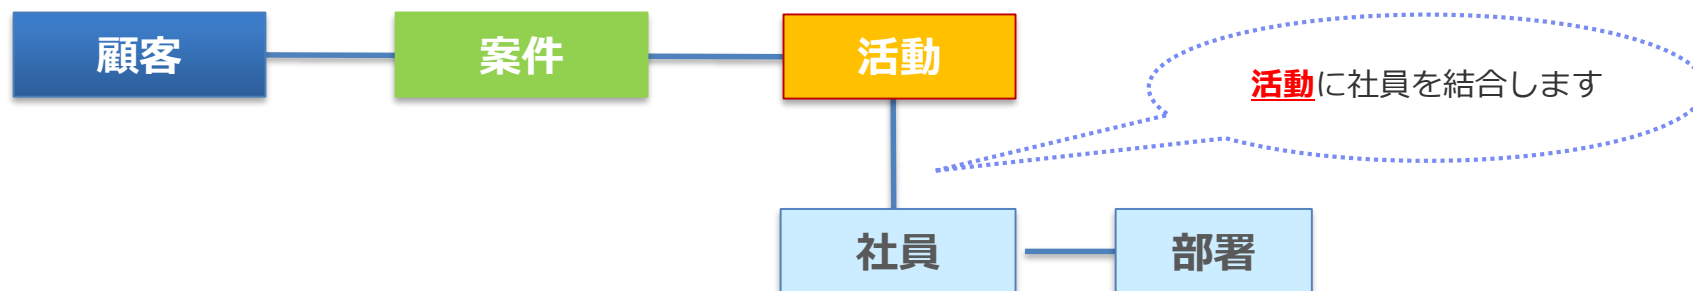 顧客
案件
活動
活動に社員を結合します
社員
部署